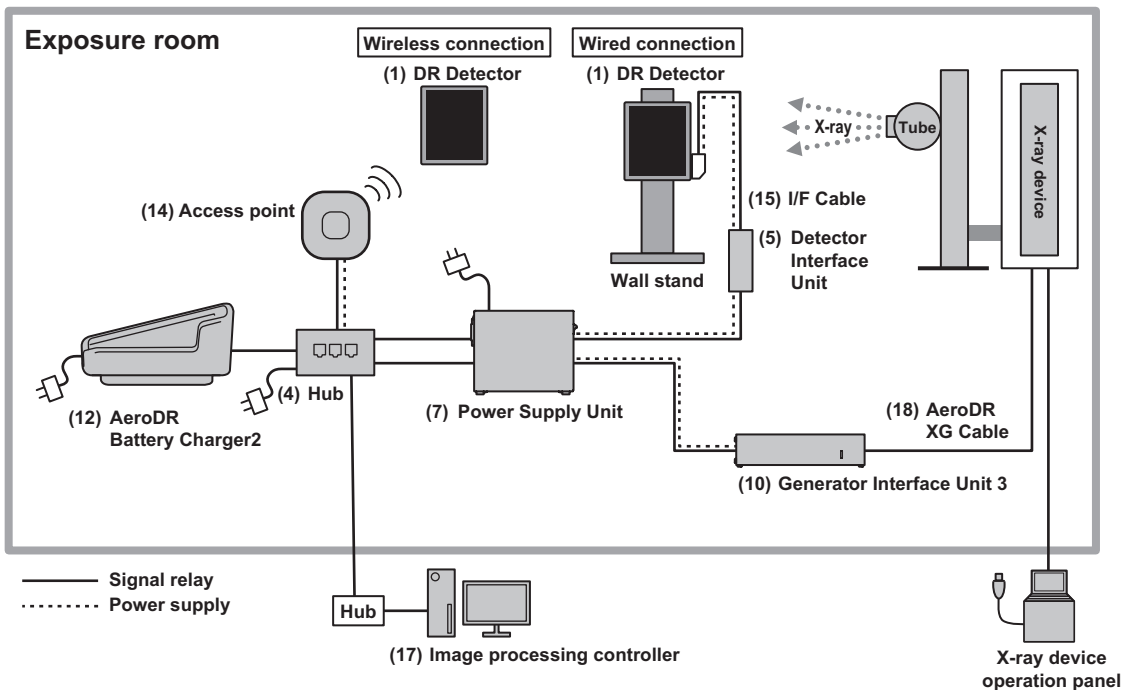 Exposure room
Wireless connection
(1) DR Detector
Wired connection
(1) DR Detector
X-ray
Tube
X-ray device
(14) Access point
(15) I/F Cable
(5) Detector
Interface
Unit
Wall stand
(4) Hub
(12) AeroDR
Battery Charger2
(7) Power Supply Unit
(18) AeroDR
XG Cable
(10) Generator Interface Unit 3
Signal relay
Power supply
Hub
(17) Image processing controller
X-ray device
operation panel